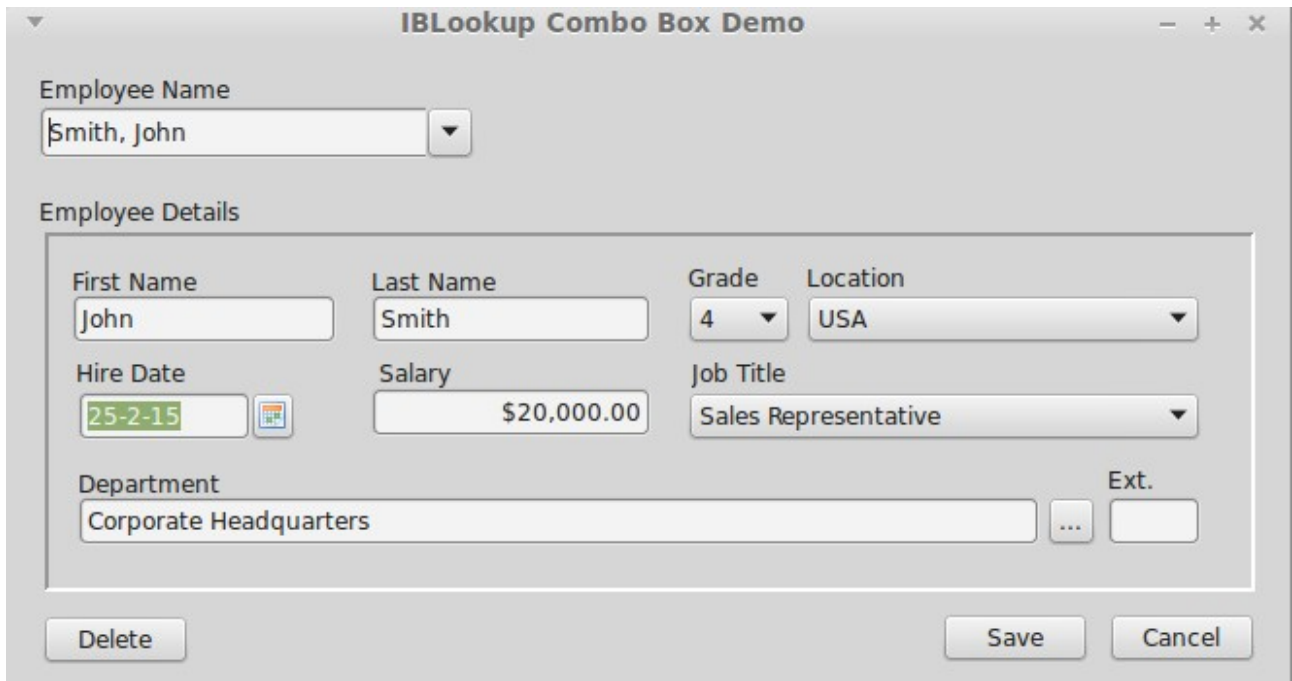 IBLookup Combo Box Demo
Employee Name
Smith, John
Employee Details
First Name Last Name Grade Location
John Smith 4 USA
Hire Date Salary Job Title
25-2-15 $20,000.00 Sales Representative
Department Ext.
Corporate Headquarters ...
Delete Save Cancel